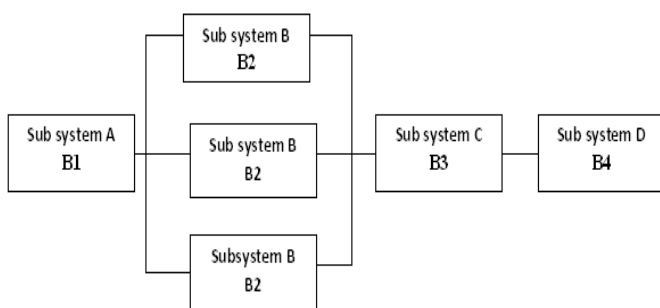 Sub system B
B2
Sub system A
B1
Sub system B
B2
Sub system C
B3
Sub system D
B4
Subsystem B
B2